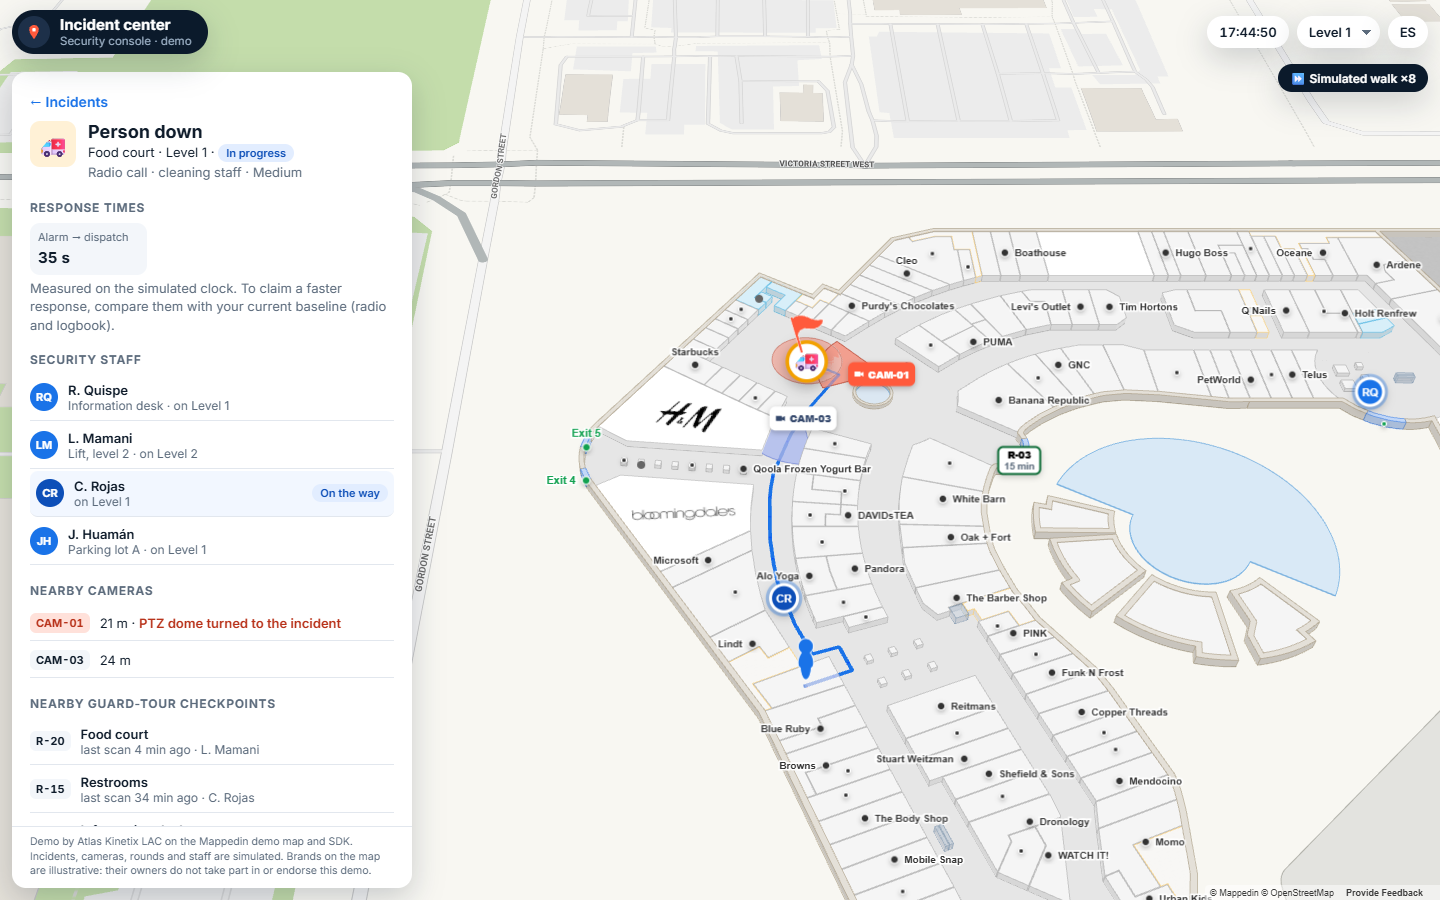 Incident center
Security console · demo
17:44:50
Level 1
ES
Simulated walk ×8
← Incidents
Person down
Food court · Level 1 · In progress
Radio call · cleaning staff · Medium
RESPONSE TIMES
Alarm → dispatch
35 s
Measured on the simulated clock. To claim a faster
response, compare them with your current baseline (radio
and logbook).
SECURITY STAFF
RQ
R. Quispe
Information desk · on Level 1
LM
L. Mamani
Lift, level 2 · on Level 2
CR
C. Rojas
on Level 1
On the way
JH
J. Huamán
Parking lot A · on Level 1
NEARBY CAMERAS
CAM-01 21 m · PTZ dome turned to the incident
CAM-03 24 m
NEARBY GUARD-TOUR CHECKPOINTS
R-20
Food court
last scan 4 min ago · L. Mamani
R-15
Restrooms
last scan 34 min ago · C. Rojas
Demo by Atlas Kinetix LAC on the Mappedin demo map and SDK.
Incidents, cameras, rounds and staff are simulated. Brands on the map
are illustrative: their owners do not take part in or endorse this demo.
GORDON STREET
VICTORIA STREET WEST
GORDON STREET
Cleo
Boathouse
Hugo Boss
Oceane
Ardene
Purdy's Chocolates
Levi's Outlet
Tim Hortons
Q Nails
Holt Renfrew
Starbucks
PUMA
CAM-01
GNC
PetWorld
Telus
RQ
Banana Republic
H&M
CAM-03
Exit 5
Exit 4
Qoola Frozen Yogurt Bar
R-03
15 min
White Barn
bloomingdales
DAVIDsTEA
Oak + Fort
Microsoft
Alo Yoga
Pandora
CR
The Barber Shop
Lindt
PINK
Funk N Frost
Reitmans
Copper Threads
Blue Ruby
Stuart Weitzman
Browns
Shefield & Sons
Mendocino
The Body Shop
Dronology
Momo
Mobile Snap
WATCH IT!
Urban Kids
© Mappedin © OpenStreetMap Provide Feedback